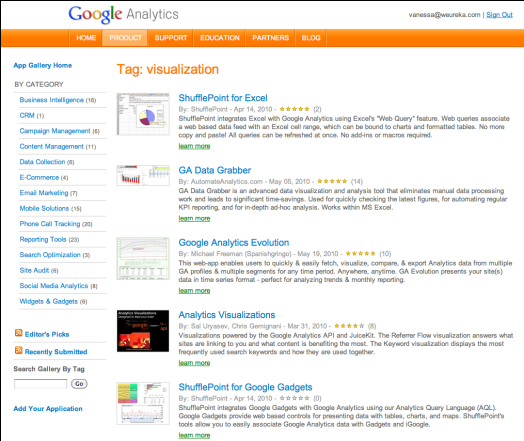 Google Analytics
vanessa@weureka.com | Sign Out
HOME PRODUCT SUPPORT EDUCATION PARTNERS BLOG
App Gallery Home
BY CATEGORY
Business Intelligence (16)
CRM (1)
Campaign Management (8)
Content Management (11)
Data Collection (6)
E-Commerce (4)
Email Marketing (7)
Mobile Solutions (15)
Phone Call Tracking (20)
Reporting Tools (23)
Search Optimization (3)
Site Audit (6)
Social Media Analytics (8)
Widgets & Gadgets (6)
Editor's Picks
Recently Submitted
Search Gallery By Tag
Go
Add Your Application
Tag: visualization
ShufflePoint for Excel
By: ShufflePoint - Apr 14, 2010 - ★★★★★ (2)
ShufflePoint integrates Excel with Google Analytics using Excel's "Web Query" feature. Web queries associate
a web based data feed with an Excel cell range, which can be bound to charts and formatted tables. No more
copy and paste! All queries can be refreshed at once. No add-ins or macros required.
learn more
GA Data Grabber
By: AutomateAnalytics.com - May 05, 2010 - ★★★★★ (14)
GA Data Grabber is an advanced data visualization and analysis tool that eliminates manual data processing
work and leads to significant time-savings. Used for quickly checking the latest figures, for automating regular
KPI reporting, and for in-depth ad-hoc analysis. Works within MS Excel.
learn more
Google Analytics Evolution
By: Michael Freeman (Spanishgringo) - May 19, 2010 - ★★★★★ (10)
This web-app enables users to quickly & easily fetch, visualize, compare, & export Analytics data from multiple
GA profiles & multiple segments for any time period. Anywhere, anytime. GA Evolution presents your site(s)
data in time series format - perfect for analyzing trends & monthly reporting.
learn more
Analytics Visualizations
Analytics Visualizations
By: Sal Uryasev, Chris Gemignani - Mar 31, 2010 - ★★★★☆ (8)
Visualizations powered by the Google Analytics API and JuiceKit. The Referrer Flow visualization answers what
sites are linking to you and what content is benefiting the most. The Keyword visualization displays the most
frequently used search keywords and how they are used together.
learn more
ShufflePoint for Google Gadgets
By: ShufflePoint - Apr 14, 2010 - ☆☆☆☆☆ (0)
ShufflePoint integrates Google Gadgets with Google Analytics using our Analytics Query Language (AQL).
Google Gadgets provide web based controls for presenting data with tables, charts, and maps. ShufflePoint's
tools allow you to easily associate Google Analytics data with Gadgets and iGoogle.
learn more